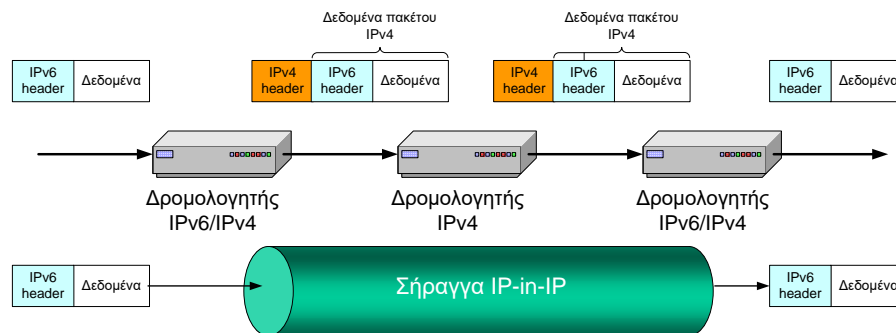 Δεδομένα πακέτου
IPv4
Δεδομένα πακέτου
IPv4
IPv6
header
Δεδομένα
IPv4
header
IPv6
header
Δεδομένα
IPv4
header
IPv6
header
Δεδομένα
IPv6
header
Δεδομένα
Δρομολογητής
IPv6/IPv4
Δρομολογητής
IPv4
Δρομολογητής
IPv6/IPv4
IPv6
header
Δεδομένα
Σήραγγα IP-in-IP
IPv6
header
Δεδομένα